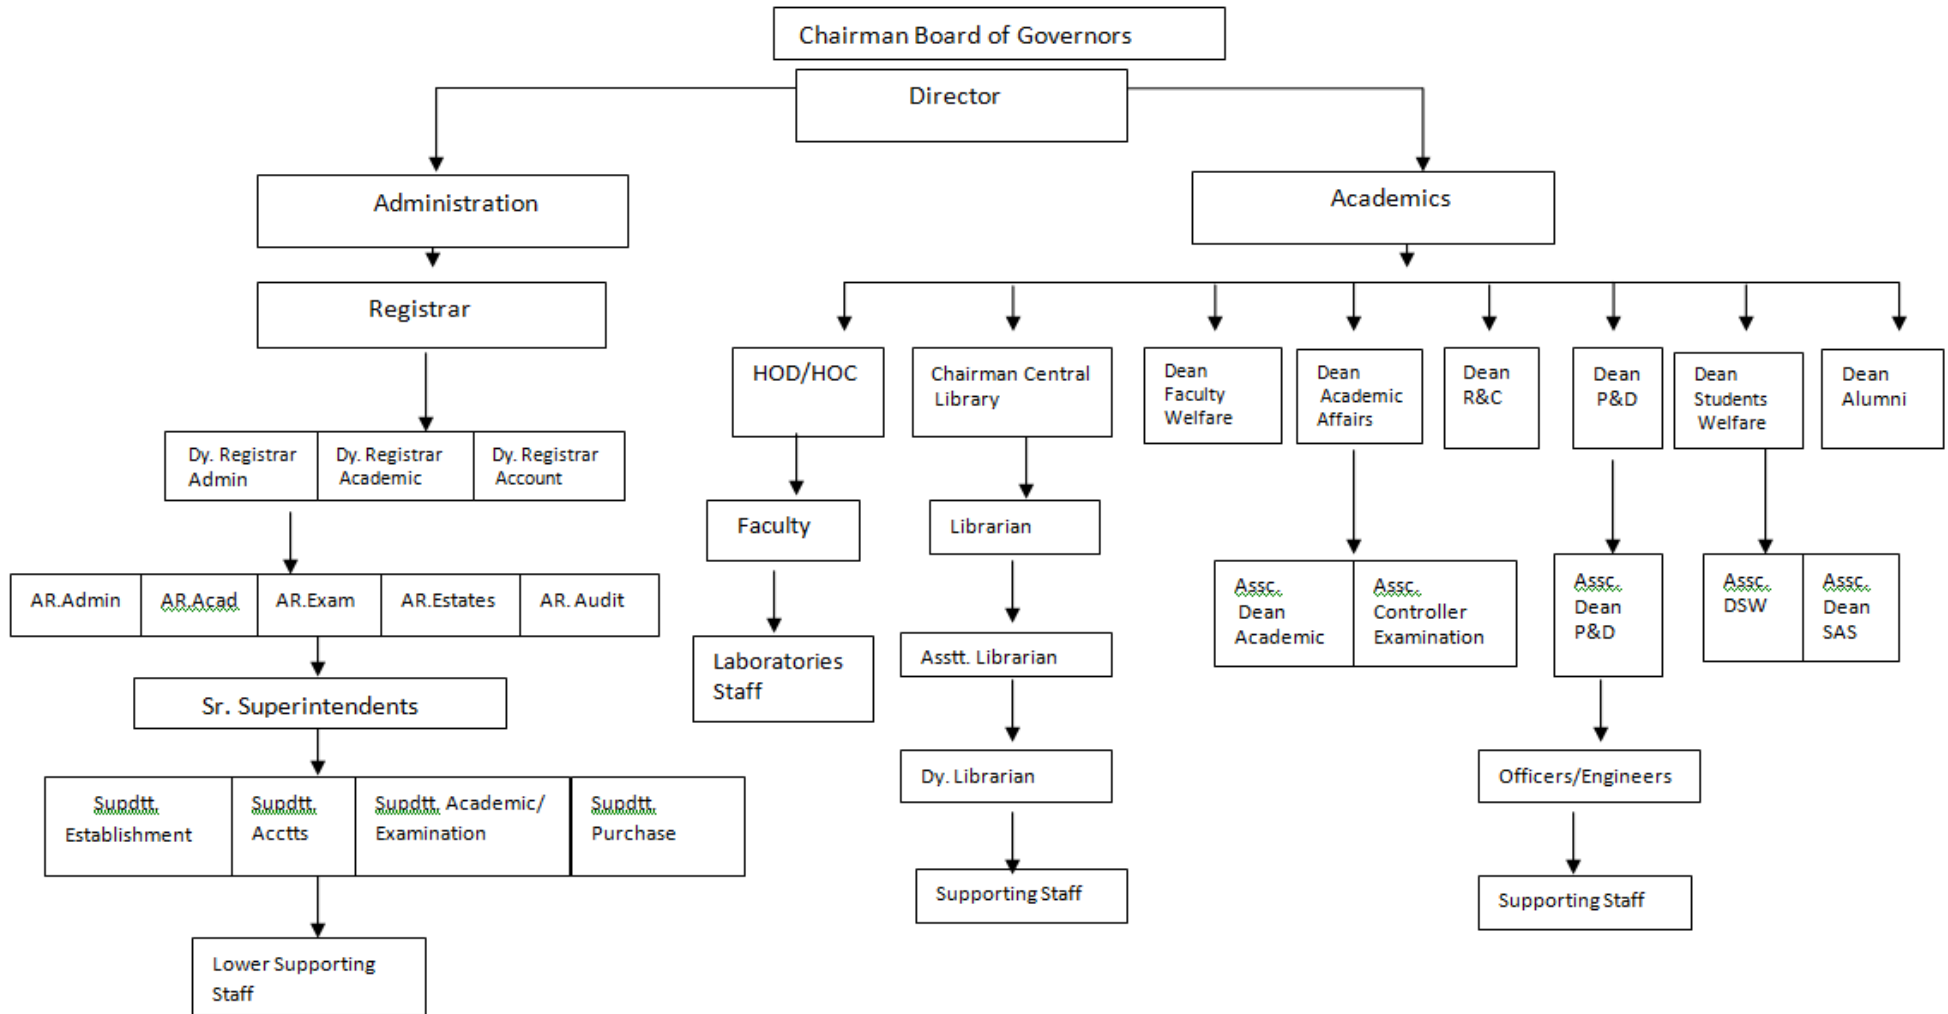 Chairman Board of Governors
Director
Administration
Academics
Registrar
HOD/HOC
Chairman Central
Library
Dean
Faculty
Welfare
Dean
Academic
Affairs
Dean
R&C
Dean
P&D
Dean
Students
Welfare
Dean
Alumni
Dy. Registrar
Admin
Dy. Registrar
Academic
Dy. Registrar
Account
Faculty
Librarian
AR.Admin
AR.Acad
AR.Exam
AR.Estates
AR. Audit
Assc.
Dean
Academic
Assc.
Controller
Examination
Assc.
Dean
P&D
Assc.
DSW
Assc.
Dean
SAS
Laboratories
Staff
Asstt. Librarian
Sr. Superintendents
Dy. Librarian
Officers/Engineers
Supdtt.
Establishment
Supdtt.
Acctts
Supdtt. Academic/
Examination
Supdtt.
Purchase
Supporting Staff
Supporting Staff
Lower Supporting
Staff